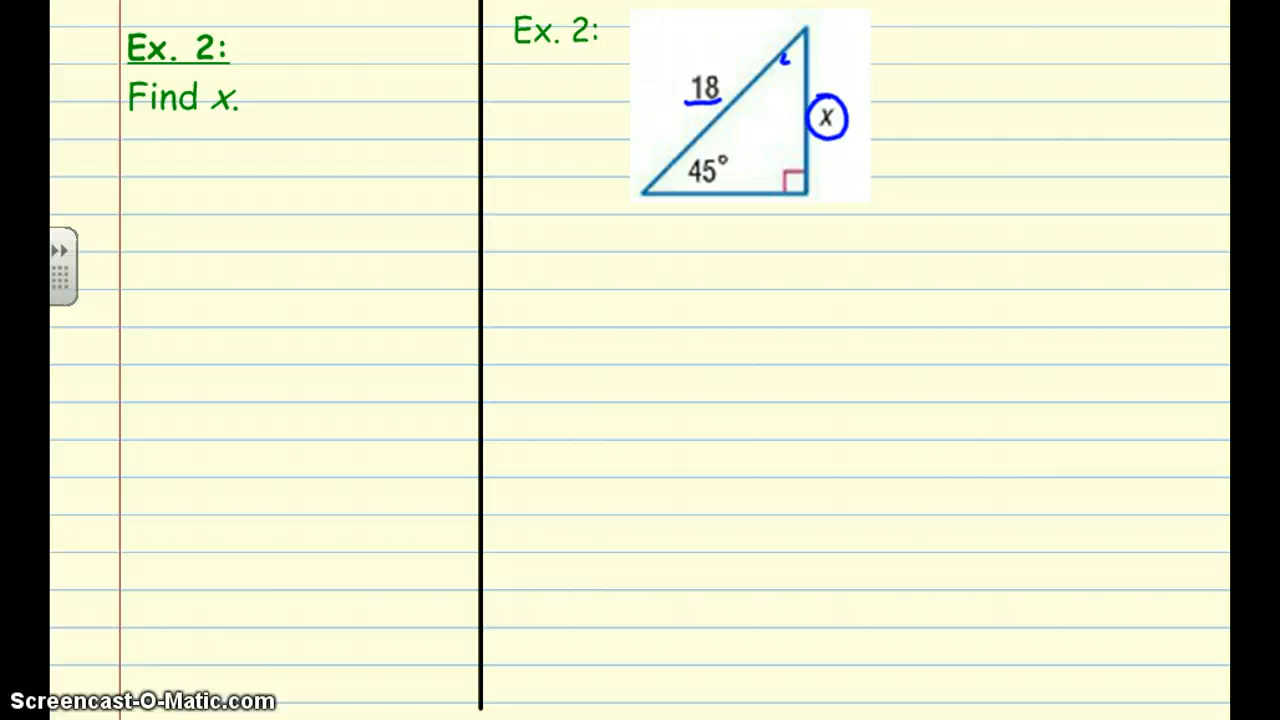 Ex. 2:
Find x.
Ex. 2:
18
x
45°
Screencast-O-Matic.com